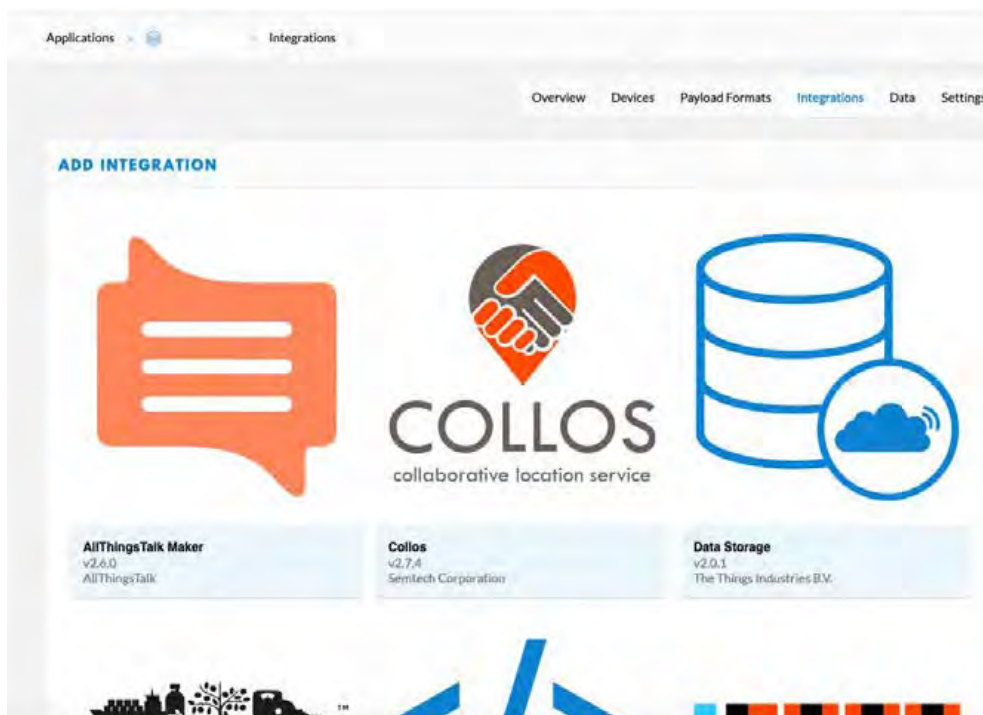 Applications > > Integrations
Overview Devices Payload Formats Integrations Data Settings
ADD INTEGRATION
COLLOS
collaborative location service
AllThingsTalk Maker
v2.6.0
AllThingsTalk
Collos
v2.7.4
Semtech Corporation
Data Storage
v2.0.1
The Things Industries B.V.
TM